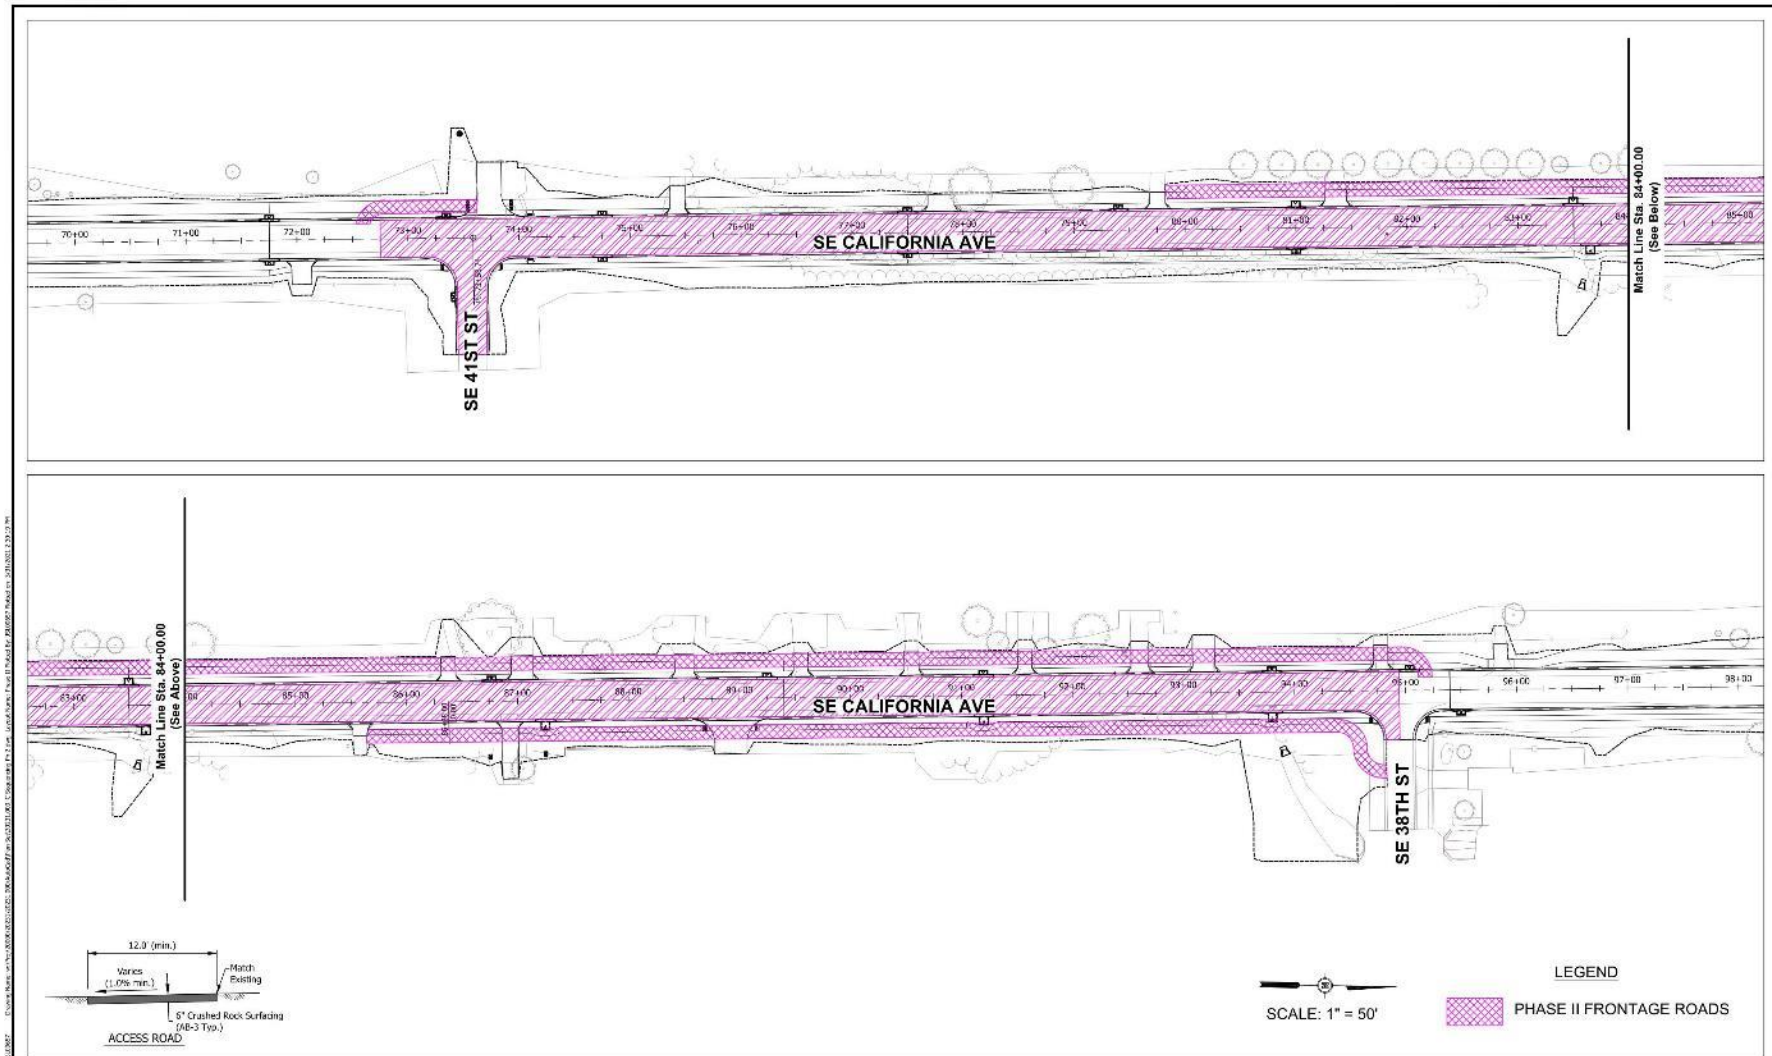 70+00
71+00
72+00
73+00
74+00
75+00
76+00
77+00
78+00
79+00
80+00
81+00
82+00
83+00
84
85+00
SE CALIFORNIA AVE
SE 41ST ST
Match Line Sta. 84+00.00
(See Below)
83+00
Match Line Sta. 84+00.00
(See Above)
85+00
86+00
87+00
88+00
89+00
90+00
91+00
92+00
93+00
94+00
95+00
96+00
97+00
98+00
SE CALIFORNIA AVE
SE 38TH ST
12.0' (min.)
Varies
(1.0% min.)
Match
Existing
6" Crushed Rock Surfacing
(AB-3 Typ.)
ACCESS ROAD
SCALE: 1" = 50'
LEGEND
PHASE II FRONTAGE ROADS